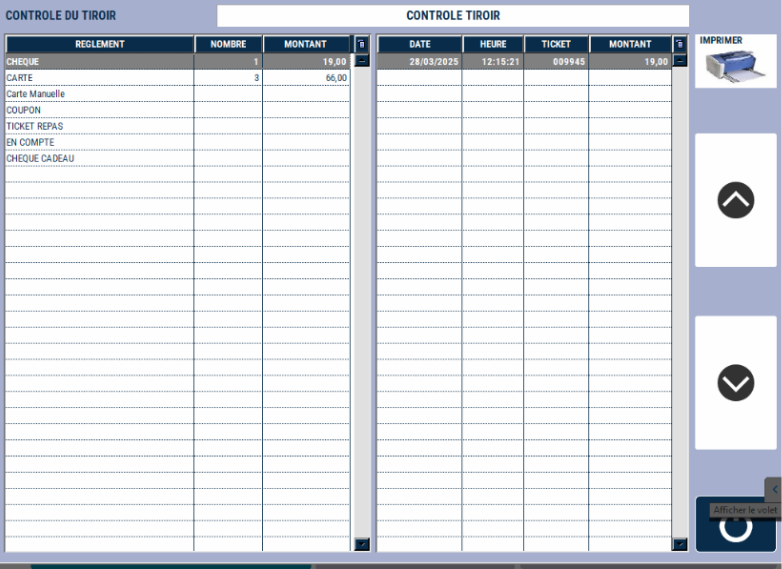 CONTROLE DU TIROIR
CONTROLE TIROIR
REGLEMENT NOMBRE MONTANT
CHEQUE 1 19,00
CARTE 3 66,00
Carte Manuelle
COUPON
TICKET REPAS
EN COMPTE
CHEQUE CADEAU
DATE HEURE TICKET MONTANT
28/03/2025 12:15:21 009945 19,00
IMPRIMER
Afficher le volet